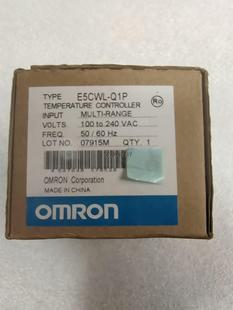 TYPE E5CWL-Q1P
TEMPERATURE CONTROLLER
Ro
INPUT MULTI-RANGE
VOLTS 100 to 240 VAC
FREQ. 50 / 60 Hz
LOT NO. 07915M QTY. 1
OMRON Corporation
MADE IN CHINA
OMRON